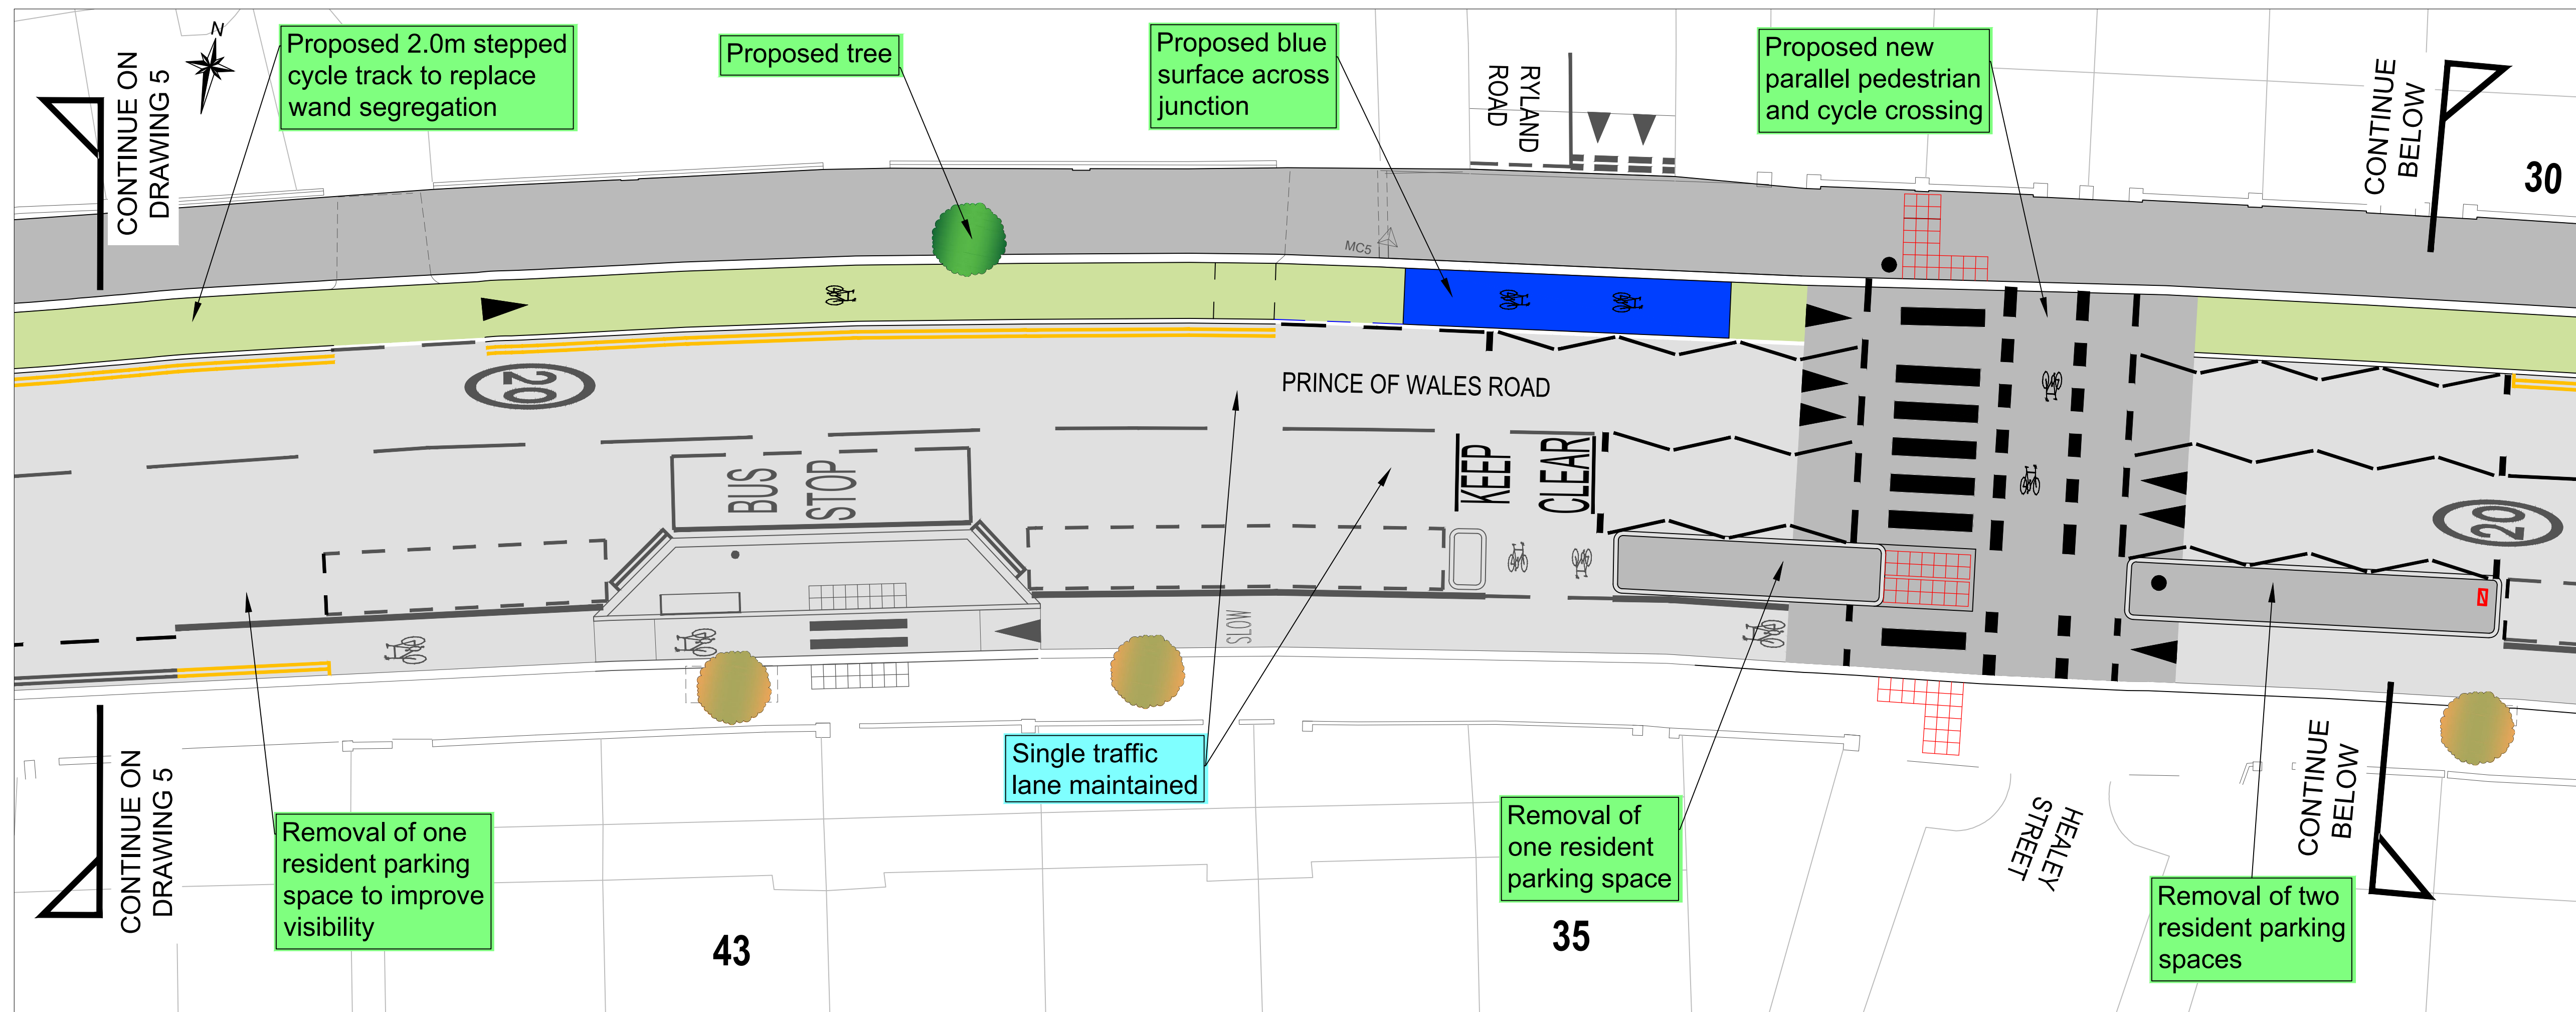 N
CONTINUE ON
DRAWING 5
Proposed 2.0m stepped
cycle track to replace
wand segregation
Proposed tree
Proposed blue
surface across
junction
RYLAND
ROAD
Proposed new
parallel pedestrian
and cycle crossing
CONTINUE
BELOW
30
MC5
20
PRINCE OF WALES ROAD
BUS
STOP
KEEP
CLEAR
20
SLOW
Single traffic
lane maintained
CONTINUE ON
DRAWING 5
Removal of one
resident parking
space to improve
visibility
43
Removal of
one resident
parking space
35
HEALEY
STREET
CONTINUE
BELOW
Removal of two
resident parking
spaces